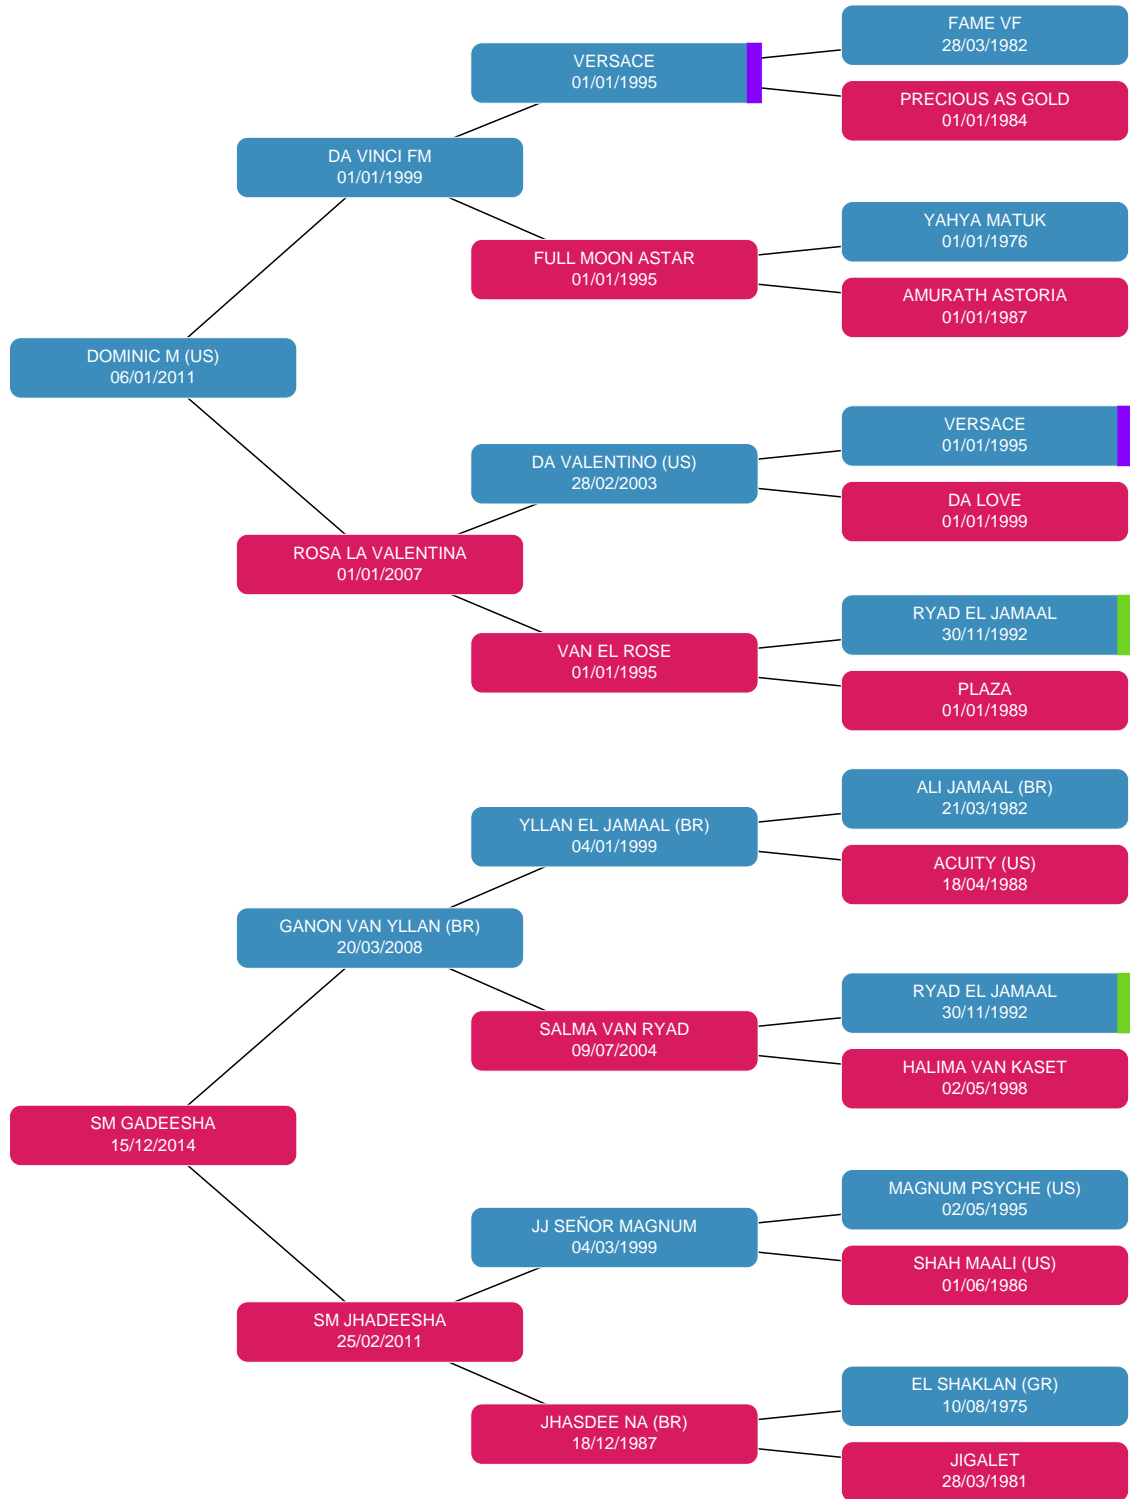 FAME VF
28/03/1982
VERSACE
01/01/1995
PRECIOUS AS GOLD
01/01/1984
DA VINCI FM
01/01/1999
YAHYA MATUK
01/01/1976
FULL MOON ASTAR
01/01/1995
AMURATH ASTORIA
01/01/1987
DOMINIC M (US)
06/01/2011
VERSACE
01/01/1995
DA VALENTINO (US)
28/02/2003
DA LOVE
01/01/1999
ROSA LA VALENTINA
01/01/2007
RYAD EL JAMAAL
30/11/1992
VAN EL ROSE
01/01/1995
PLAZA
01/01/1989
ALI JAMAAL (BR)
21/03/1982
YLLAN EL JAMAAL (BR)
04/01/1999
ACUITY (US)
18/04/1988
GANON VAN YLLAN (BR)
20/03/2008
RYAD EL JAMAAL
30/11/1992
SALMA VAN RYAD
09/07/2004
HALIMA VAN KASET
02/05/1998
SM GADEESHA
15/12/2014
MAGNUM PSYCHE (US)
02/05/1995
JJ SEÑOR MAGNUM
04/03/1999
SHAH MAALI (US)
01/06/1986
SM JHADEESHA
25/02/2011
EL SHAKLAN (GR)
10/08/1975
JHASDEE NA (BR)
18/12/1987
JIGALET
28/03/1981